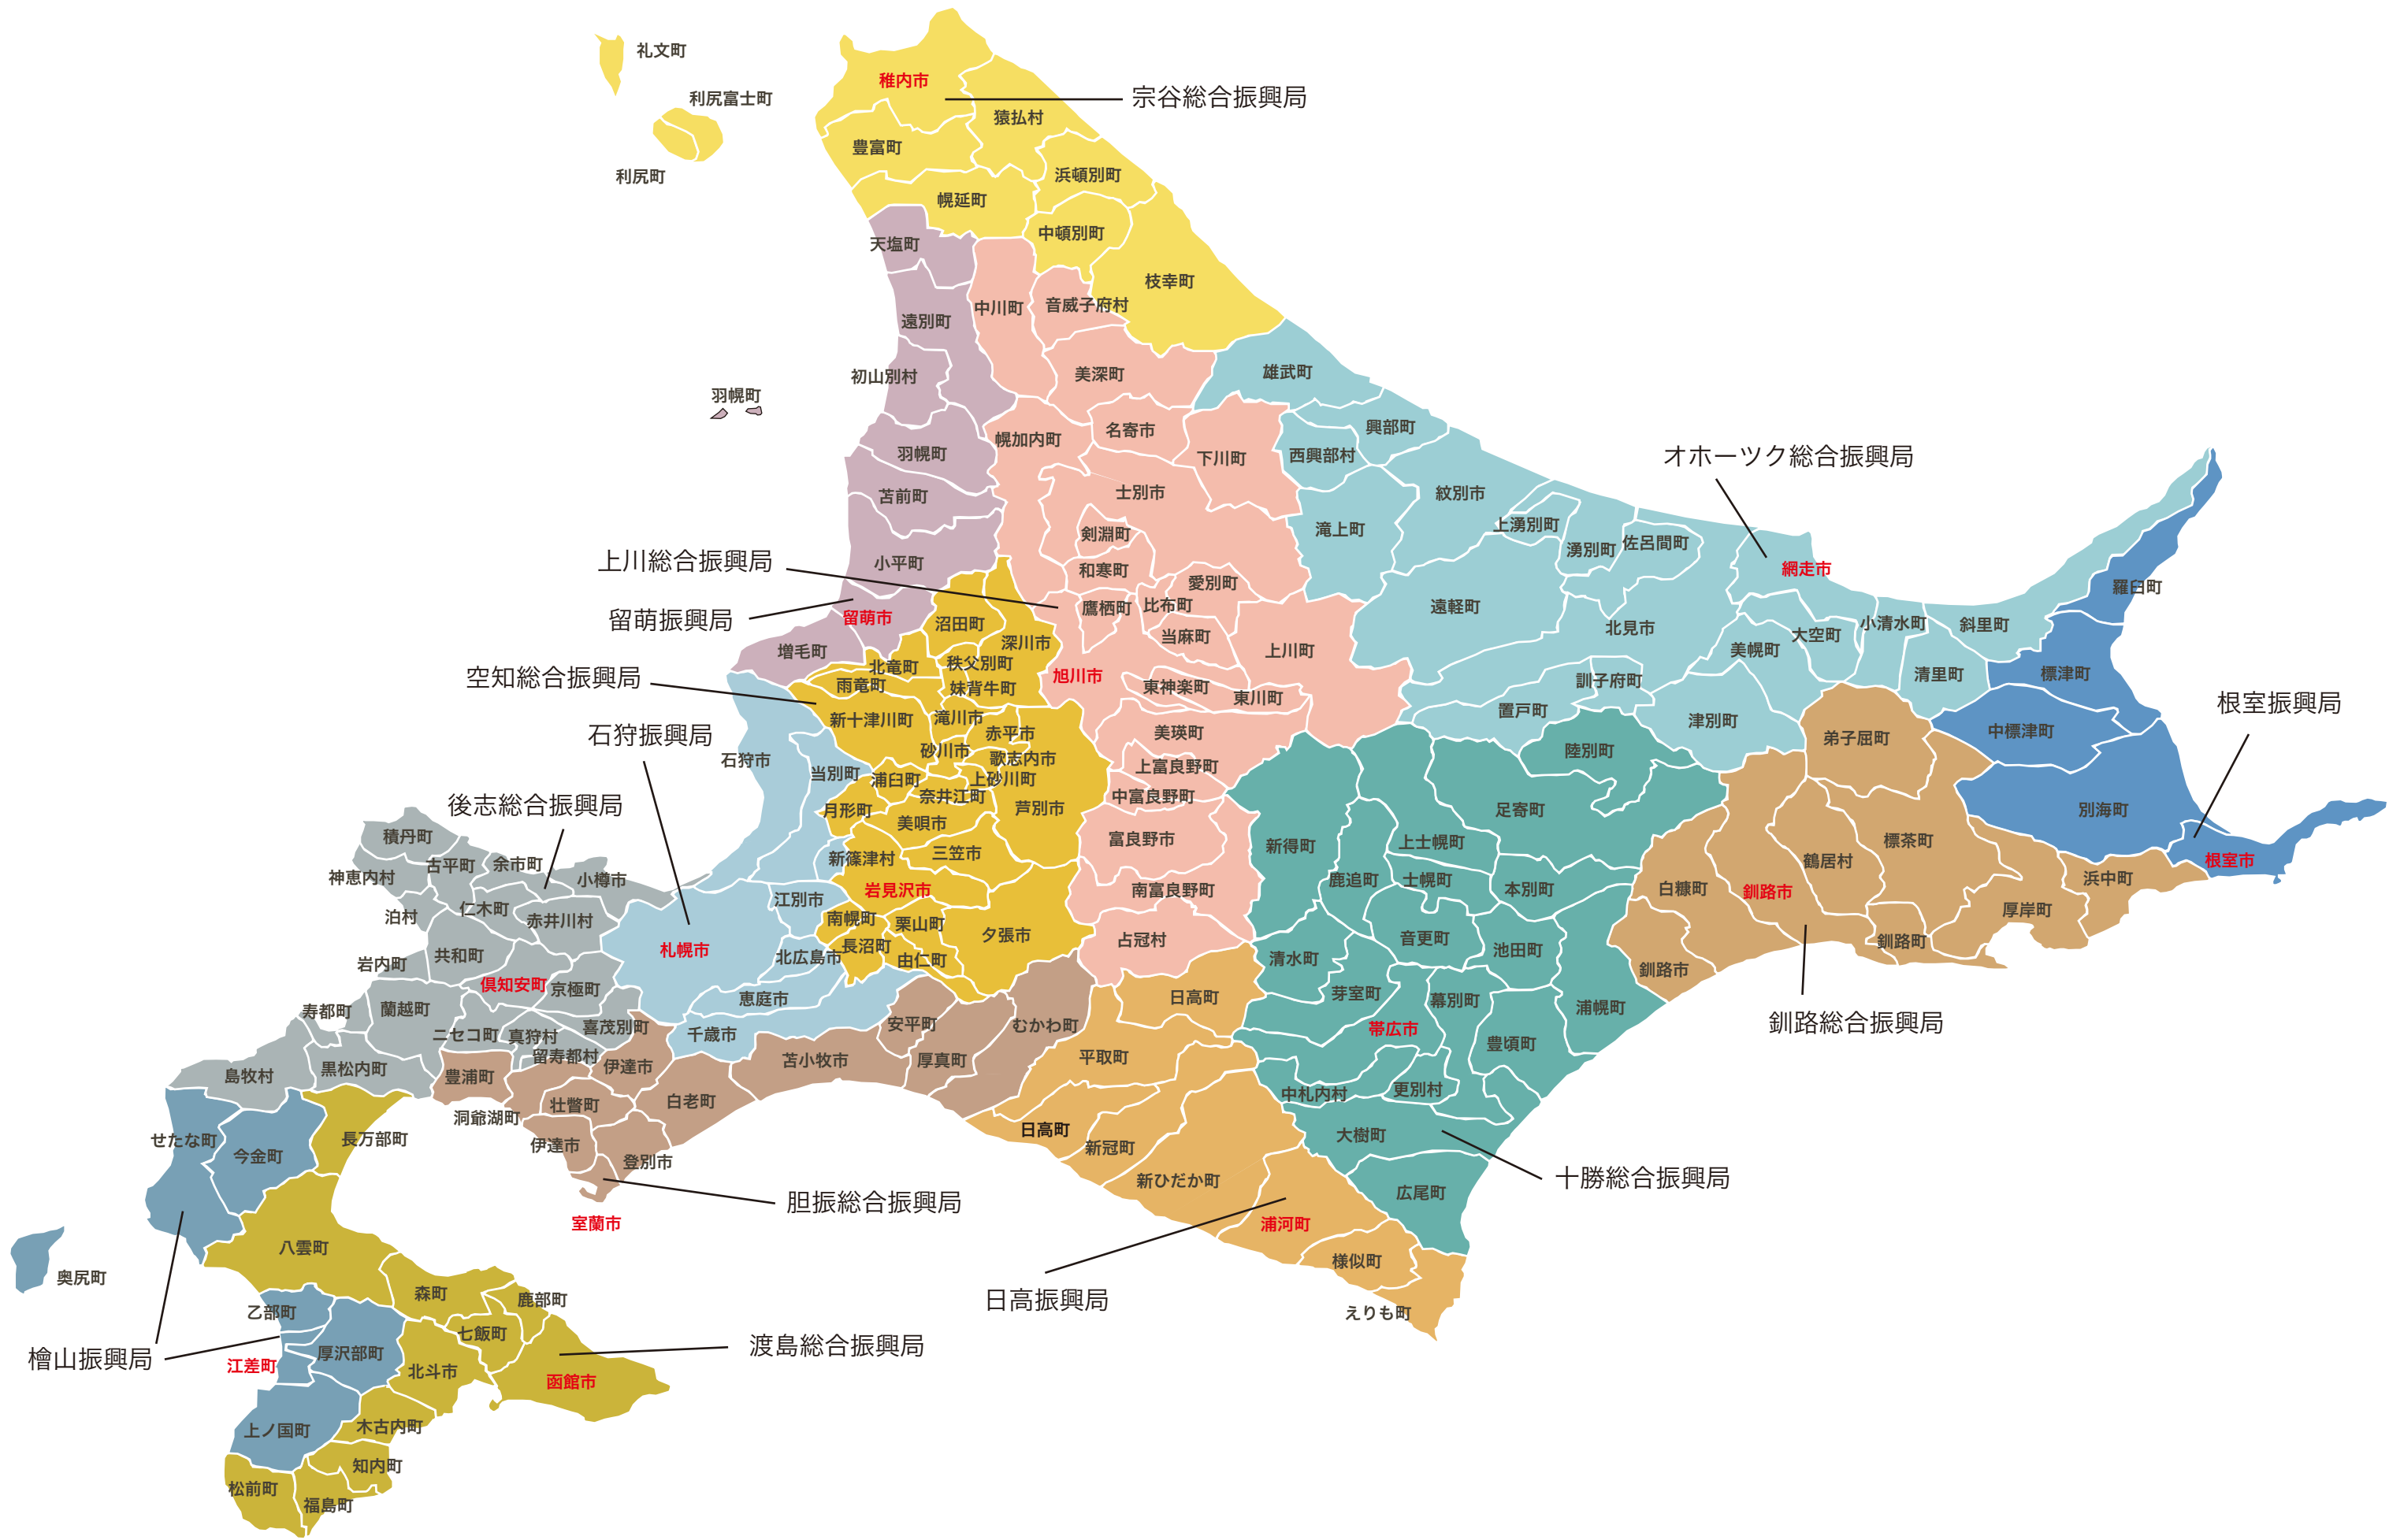 礼文町
稚内市
宗谷総合振興局
利尻富士町
猿払村
豊富町
浜頓別町
利尻町
幌延町
中頓別町
天塩町
枝幸町
音威子府村
中川町
遠別町
雄武町
美深町
初山別村
羽幌町
興部町
名寄市
幌加内町
羽幌町
西興部村
下川町
オホーツク総合振興局
士別市
紋別市
苫前町
上湧別町
滝上町
剣淵町
佐呂間町
湧別町
上川総合振興局
小平町
網走市
和寒町
愛別町
羅臼町
遠軽町
比布町
鷹栖町
留萌振興局
留萌市
小清水町
斜里町
沼田町
北見市
大空町
当麻町
深川市
増毛町
上川町
美幌町
秩父別町
北竜町
標津町
清里町
旭川市
空知総合振興局
訓子府町
雨竜町
東神楽町
妹背牛町
東川町
根室振興局
置戸町
滝川市
新十津川町
津別町
中標津町
美瑛町
赤平市
石狩振興局
弟子屈町
砂川市
陸別町
歌志内市
石狩市
上富良野町
当別町
上砂川町
浦臼町
奈井江町
中富良野町
後志総合振興局
芦別市
別海町
月形町
足寄町
美唄市
積丹町
富良野市
標茶町
上士幌町
新得町
三笠市
新篠津村
鶴居村
根室市
余市町
古平町
神恵内村
小樽市
鹿追町
士幌町
浜中町
岩見沢市
南富良野町
本別町
白糠町
釧路市
江別市
仁木町
厚岸町
泊村
赤井川村
南幌町
栗山町
夕張市
音更町
占冠村
釧路町
長沼町
札幌市
池田町
共和町
北広島市
清水町
由仁町
岩内町
釧路市
倶知安町
京極町
芽室町
恵庭市
日高町
幕別町
浦幌町
蘭越町
寿都町
釧路総合振興局
安平町
むかわ町
喜茂別町
帯広市
ニセコ町
千歳市
真狩村
豊頃町
留寿都村
平取町
苫小牧市
厚真町
伊達市
黒松内町
島牧村
豊浦町
更別村
中札内村
白老町
壮瞥町
洞爺湖町
日高町
大樹町
長万部町
せたな町
伊達市
新冠町
今金町
登別市
十勝総合振興局
新ひだか町
広尾町
胆振総合振興局
室蘭市
浦河町
八雲町
様似町
奥尻町
森町
日高振興局
鹿部町
乙部町
えりも町
七飯町
渡島総合振興局
厚沢部町
檜山振興局
江差町
北斗市
函館市
木古内町
上ノ国町
知内町
松前町
福島町